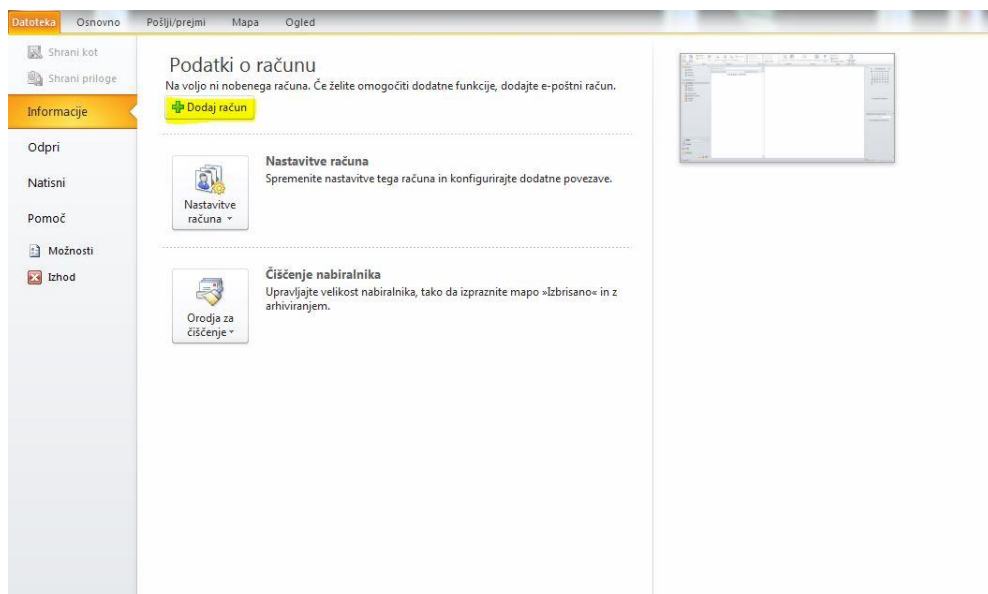 Datoteka Osnovno Pošlji/prejmi Mapa Ogled
Shrani kot
Shrani priloge
Informacije
Odpri
Natisni
Pomoč
Možnosti
Izhod
Podatki o računu
Na voljo ni nobenega računa. Če želite omogočiti dodatne funkcije, dodajte e-poštni račun.
Dodaj račun
Nastavitve
računa
Nastavitve računa
Spremenite nastavitve tega računa in konfigurirajte dodatne povezave.
Orodja za
čiščenje
Čiščenje nabiralnika
Upravljajte velikost nabiralnika, tako da izpraznite mapo »Izbrisano« in z
arhiviranjem.